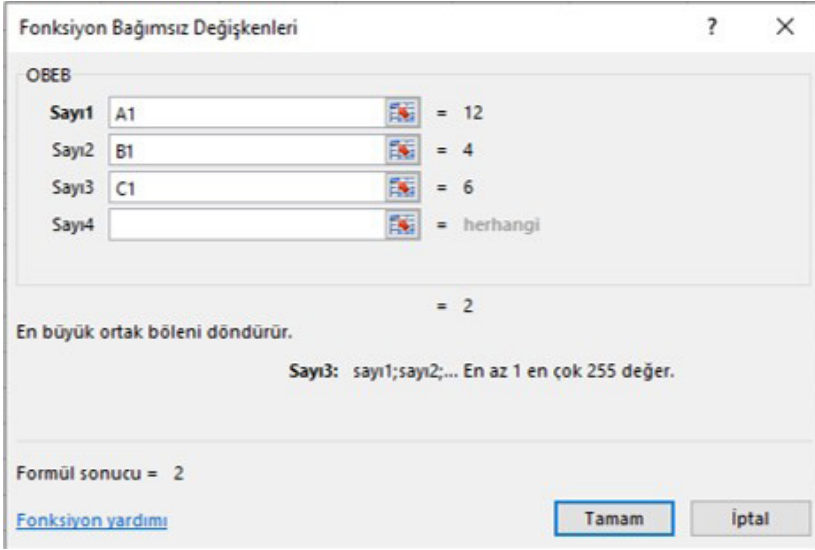 Fonksiyon Bağımsız Değişkenleri ? ×
OBEB
Sayı1 A1 = 12
Sayı2 B1 = 4
Sayı3 C1 = 6
Sayı4 = herhangi
= 2
En büyük ortak böleni döndürür.
Sayı3: sayı1;sayı2;... En az 1 en çok 255 değer.
Formül sonucu = 2
Fonksiyon yardımı Tamam İptal